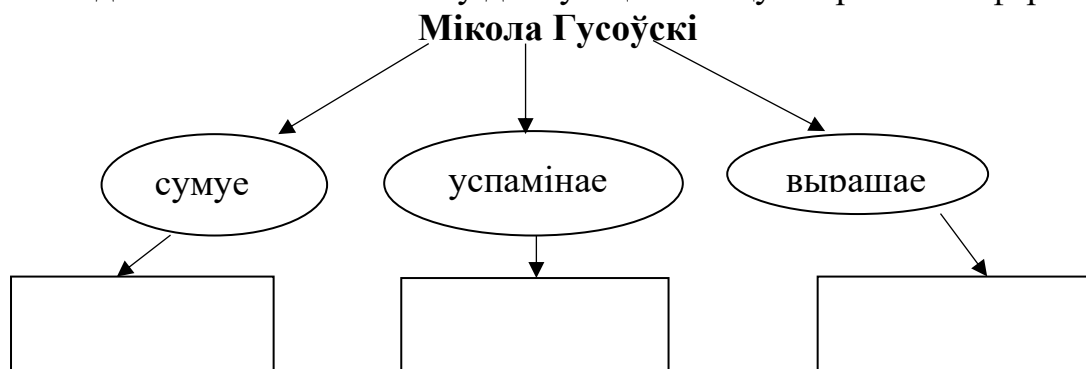 Мікола Гусоўскі
сумуе
успамінае
вырашае